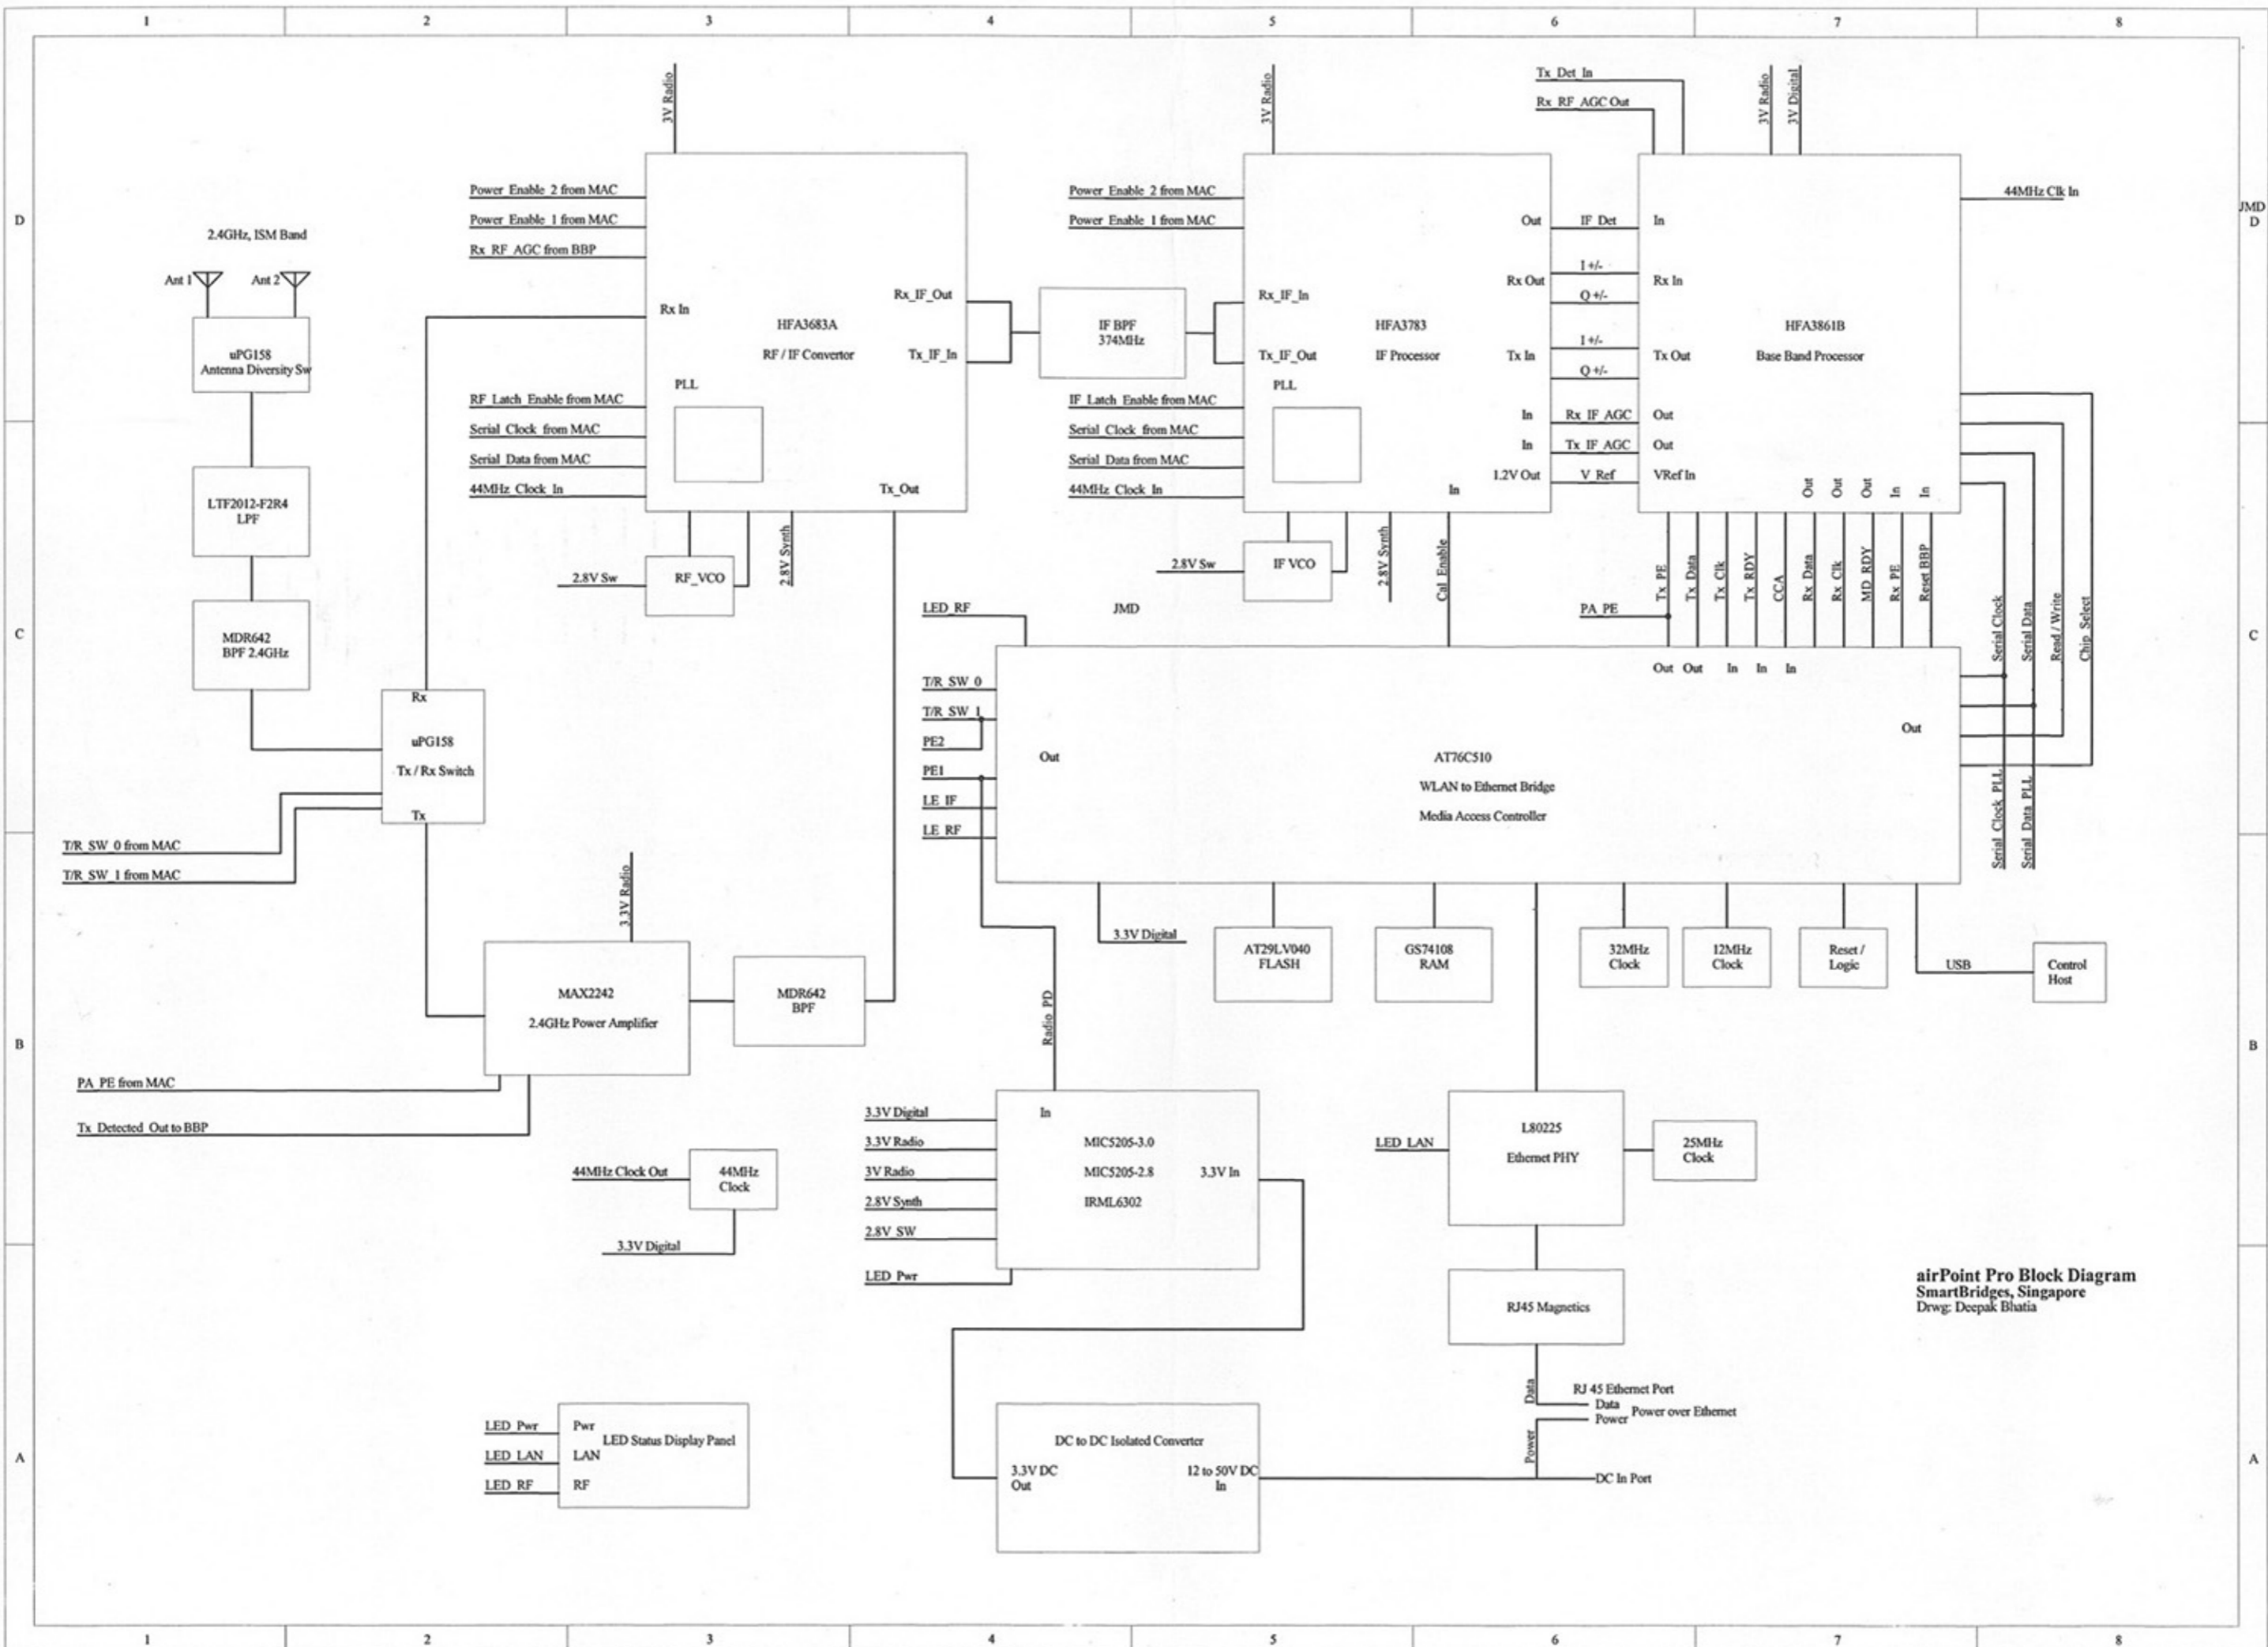 1 2 3 4 5 6 7 8
D
JMD
D
C
C
B
B
A
A
2.4GHz, ISM Band
Ant 1
Ant 2
uPG158
Antenna Diversity Sw
LTF2012-F2R4
LPF
MDR642
BPF 2.4GHz
Rx
uPG158
Tx / Rx Switch
Tx
T/R_SW_0 from MAC
T/R_SW_1 from MAC
3V Radio
Power_Enable_2 from MAC
Power_Enable_1 from MAC
Rx_RF_AGC from BBP
Rx In
Rx_IF_Out
HFA3683A
RF / IF Convertor
Tx_IF_In
PLL
RF_Latch_Enable from MAC
Serial_Clock_from MAC
Serial_Data from MAC
44MHz_Clock_In
Tx_Out
2.8V Sw
RF_VCO
2.8V Synth
IF BPF
374MHz
3V Radio
Power_Enable_2 from MAC
Power_Enable_1 from MAC
Rx_IF_In
HFA3783
Tx_IF_Out
IF Processor
PLL
IF_Latch_Enable from MAC
Serial_Clock_from MAC
Serial_Data from MAC
44MHz_Clock_In
Out
Rx Out
Tx In
In
In
1.2V Out
In
2.8V Sw
IF VCO
2.8V Synth
Cal_Enable
IF_Det
I +/-
Q +/-
I +/-
Q +/-
Rx_IF_AGC
Tx_IF_AGC
V_Ref
Tx_Det_In
Rx_RF_AGC Out
3V Radio
3V Digital
44MHz Clk In
In
Rx In
HFA3861B
Tx Out
Base Band Processor
Out
Out
VRef In
Out
Out
Out
In
In
Tx_PE
Tx_Data
Tx_Clk
Tx_RDY
CCA
Rx_Data
Rx_Clk
MD_RDY
Rx_PE
Reset BBP
PA_PE
Serial Clock
Serial Data
Read / Write
Chip_Select
Serial_Clock_PLL
Serial_Data_PLL
JMD
LED_RF
T/R_SW_0
T/R_SW_1
PE2
PE1
LE_IF
LE_RF
Out
Out Out In In In
Out
AT76C510
WLAN to Ethernet Bridge
Media Access Controller
3.3V Digital
AT29LV040
FLASH
GS74108
RAM
32MHz
Clock
12MHz
Clock
Reset /
Logic
USB
Control
Host
3.3V Radio
MAX2242
2.4GHz Power Amplifier
MDR642
BPF
PA_PE from MAC
Tx_Detected_Out to BBP
44MHz Clock Out
44MHz
Clock
3.3V Digital
Radio_PD
3.3V Digital
3.3V Radio
3V Radio
2.8V Synth
2.8V_SW
LED_Pwr
In
MIC5205-3.0
MIC5205-2.8
IRML6302
3.3V In
LED_LAN
L80225
Ethernet PHY
25MHz
Clock
RJ45 Magnetics
Data
RJ 45 Ethernet Port
Data
Power
Power over Ethernet
Power
DC In Port
DC to DC Isolated Converter
3.3V DC
Out
12 to 50V DC
In
LED_Pwr
LED_LAN
LED_RF
Pwr
LAN
RF
LED Status Display Panel
airPoint Pro Block Diagram
SmartBridges, Singapore
Drwg: Deepak Bhatia
1 2 3 4 5 6 7 8